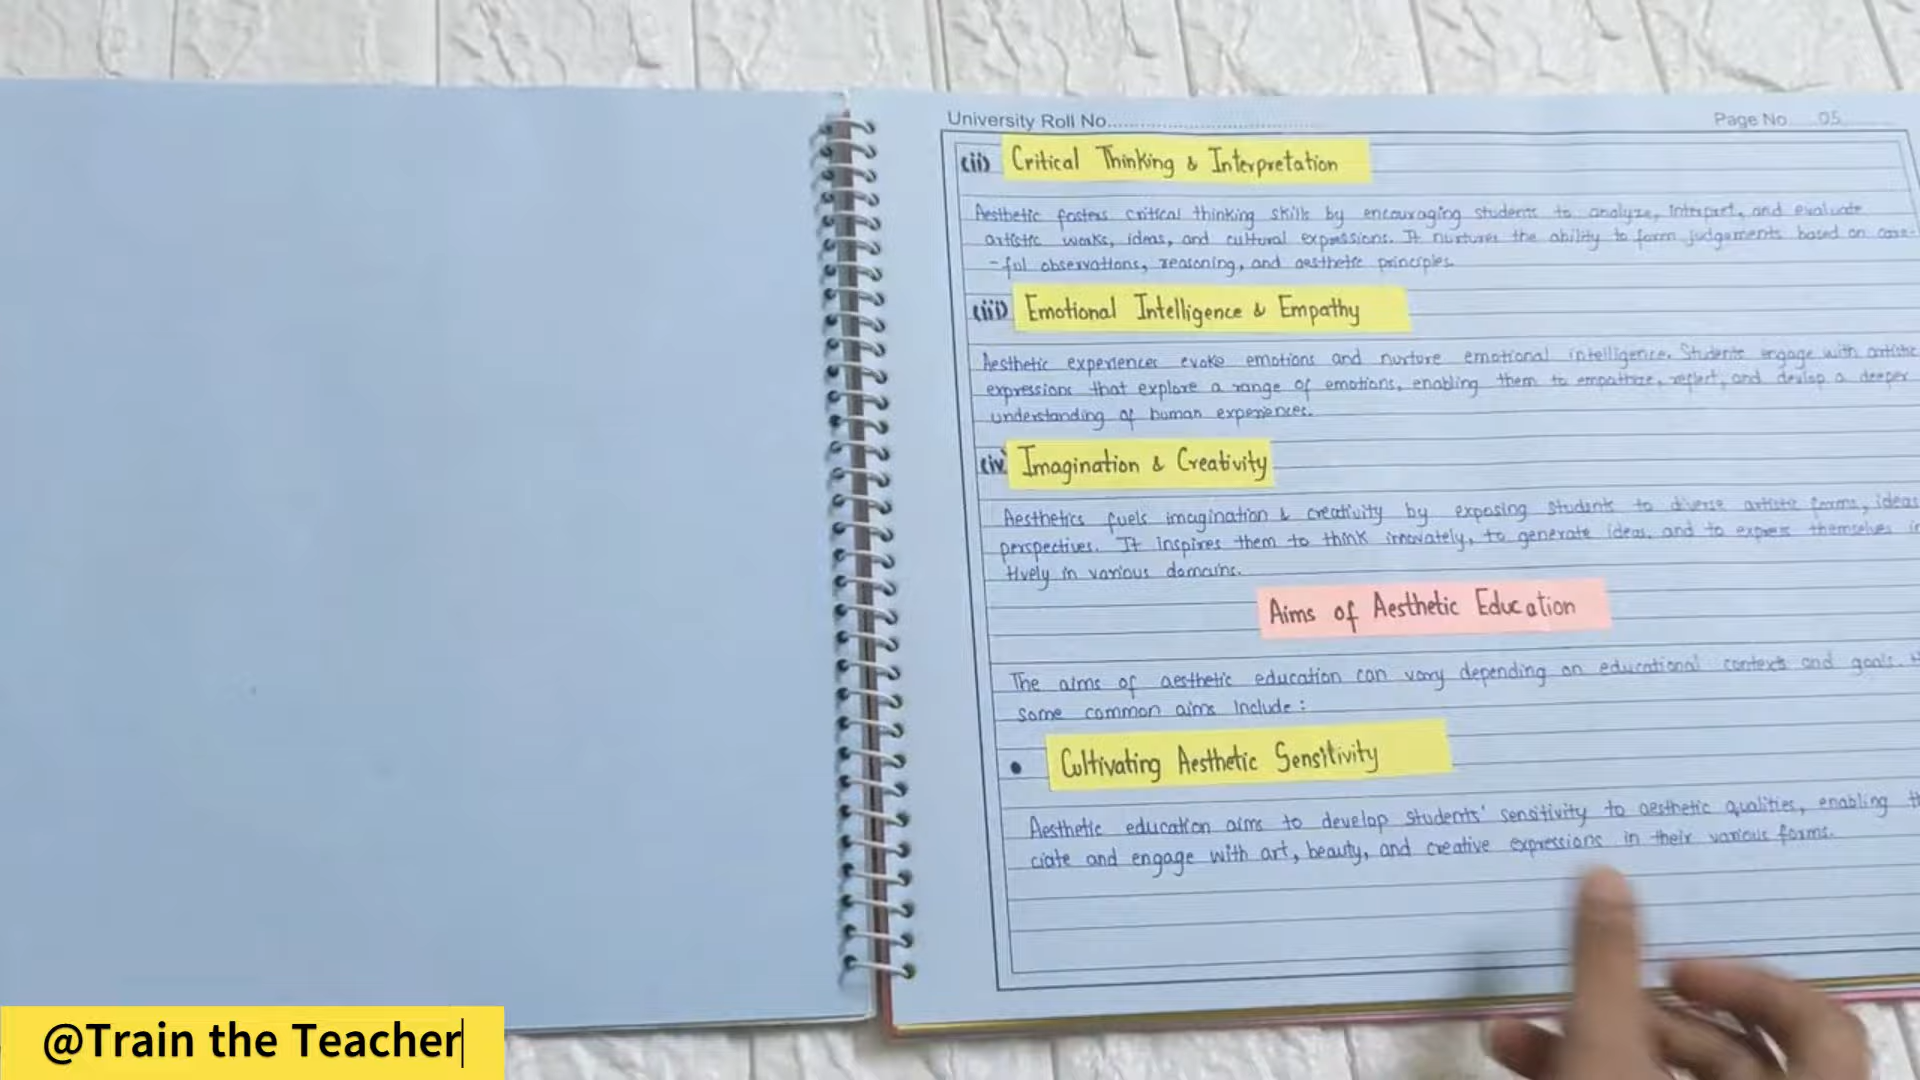 University Roll No.
Page No. 05
(ii) Critical Thinking & Interpretation
Aesthetic fosters critical thinking skills by encouraging students to analyze, intrepret, and evaluate
artistic works, ideas, and cultural expressions. It nurtures the ability to form judgements based on care-
-ful observations, reasoning, and aesthetic principles.
(iii) Emotional Intelligence & Empathy
Aesthetic experiences evoke emotions and nurture emotional intelligence. Students engage with artistic
expressions that explore a range of emotions, enabling them to empathize, reflect, and devlop a deeper
understanding of human experiences.
(iv) Imagination & Creativity
Aesthetics fuels imagination & creativity by exposing students to diverse artistic forms, ideas
perspectives. It inspires them to think innovately, to generate ideas, and to express themselves
tively in various domains.
Aims of Aesthetic Education
The aims of aesthetic education can vary depending on educational contexts and goals.
some common aims include:
• Cultivating Aesthetic Sensitivity
Aesthetic education aims to develop students' sensitivity to aesthetic qualities, enabling
ciate and engage with art, beauty, and creative expressions in their various forms.
@Train the Teacher